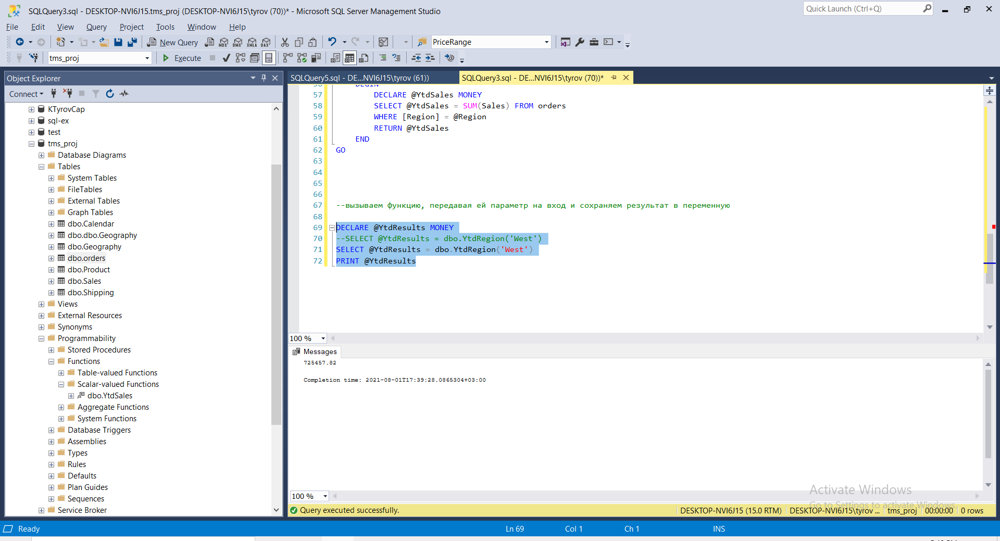 SQLQuery3.sql - DESKTOP-NVI6J15.tms_proj (DESKTOP-NVI6J15\tyrov (70))* - Microsoft SQL Server Management Studio
Quick Launch (Ctrl+Q)
File Edit View Query Project Tools Window Help
New Query MDX DMX XMLA DAX PriceRange
tms_proj Execute
Object Explorer
Connect
KTyrovCap
sql-ex
test
tms_proj
Database Diagrams
Tables
System Tables
FileTables
External Tables
Graph Tables
dbo.Calendar
dbo.dbo.Geography
dbo.Geography
dbo.orders
dbo.Product
dbo.Sales
dbo.Shipping
Views
External Resources
Synonyms
Programmability
Stored Procedures
Functions
Table-valued Functions
Scalar-valued Functions
dbo.YtdSales
Aggregate Functions
System Functions
Database Triggers
Assemblies
Types
Rules
Defaults
Plan Guides
Sequences
Service Broker
SQLQuery5.sql - DE...NVI6J15\tyrov (61)) SQLQuery3.sql - DE...NVI6J15\tyrov (70))*
56 BEGIN
57 DECLARE @YtdSales MONEY
58 SELECT @YtdSales = SUM(Sales) FROM orders
59 WHERE [Region] = @Region
60 RETURN @YtdSales
61 END
62 GO
63
64
65
66
67 --вызываем функцию, передавая ей параметр на вход и сохраняем результат в переменную
68
69 DECLARE @YtdResults MONEY
70 --SELECT @YtdResults = dbo.YtdRegion('West')
71 SELECT @YtdResults = dbo.YtdRegion('West')
72 PRINT @YtdResults
100 %
Messages
725457.82
Completion time: 2021-08-01T17:39:28.0865304+03:00
Activate Windows
Go to Settings to activate Windows.
100 %
Query executed successfully. DESKTOP-NVI6J15 (15.0 RTM) DESKTOP-NVI6J15\tyrov ... tms_proj 00:00:00 0 rows
Ready Ln 69 Col 1 Ch 1 INS